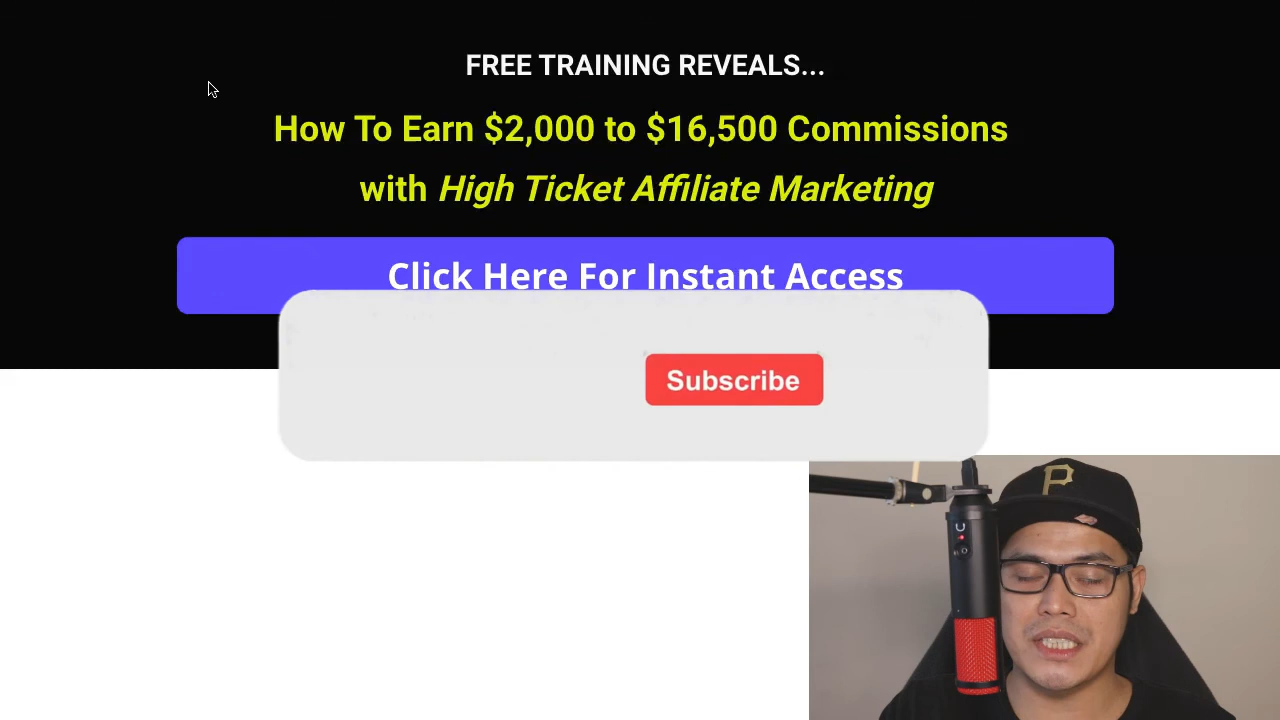 FREE TRAINING REVEALS...
How To Earn $2,000 to $16,500 Commissions
with High Ticket Affiliate Marketing
Click Here For Instant Access
Subscribe
P